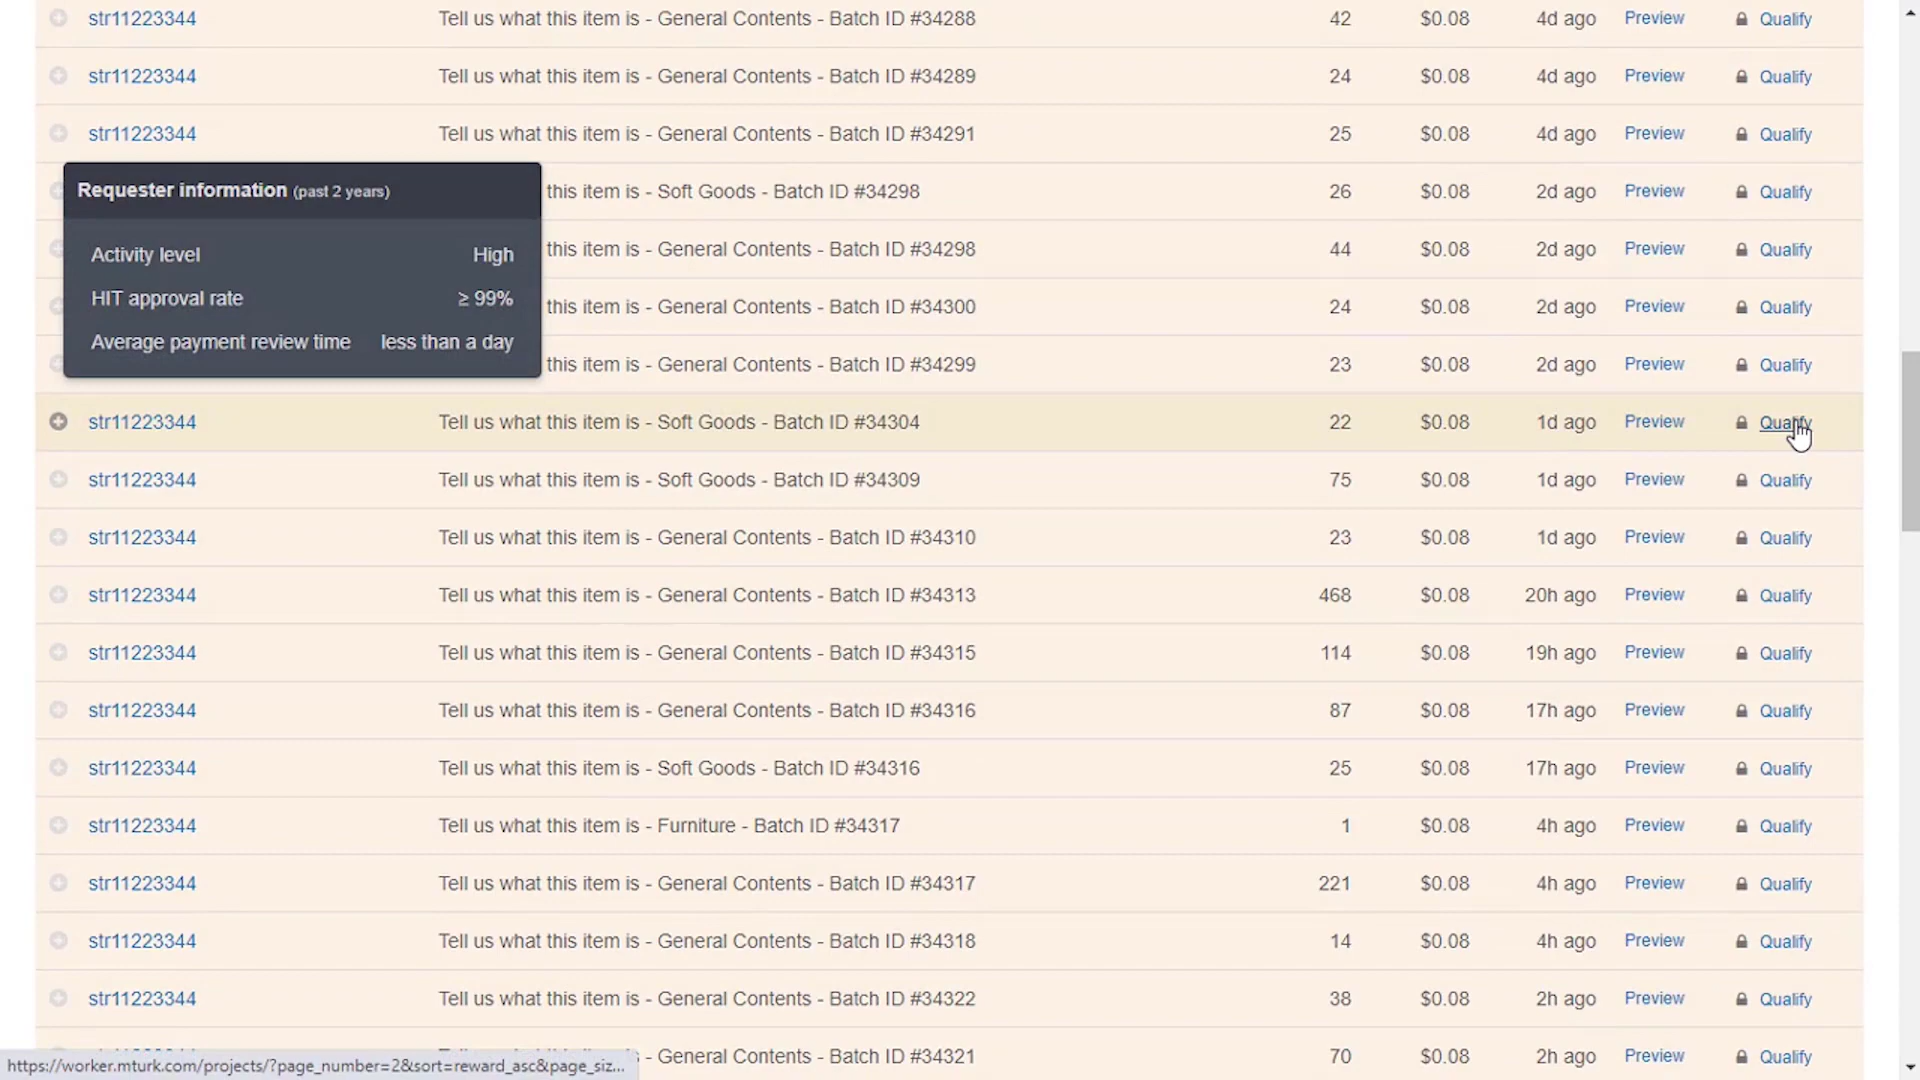 str11223344 Tell us what this item is - General Contents - Batch ID #34288 42 $0.08 4d ago Preview Qualify
str11223344 Tell us what this item is - General Contents - Batch ID #34289 24 $0.08 4d ago Preview Qualify
str11223344 Tell us what this item is - General Contents - Batch ID #34291 25 $0.08 4d ago Preview Qualify
Requester information (past 2 years)
this item is - Soft Goods - Batch ID #34298 26 $0.08 2d ago Preview Qualify
Activity level High
this item is - General Contents - Batch ID #34298 44 $0.08 2d ago Preview Qualify
HIT approval rate ≥ 99%
this item is - General Contents - Batch ID #34300 24 $0.08 2d ago Preview Qualify
Average payment review time less than a day
this item is - General Contents - Batch ID #34299 23 $0.08 2d ago Preview Qualify
str11223344 Tell us what this item is - Soft Goods - Batch ID #34304 22 $0.08 1d ago Preview Qualify
str11223344 Tell us what this item is - Soft Goods - Batch ID #34309 75 $0.08 1d ago Preview Qualify
str11223344 Tell us what this item is - General Contents - Batch ID #34310 23 $0.08 1d ago Preview Qualify
str11223344 Tell us what this item is - General Contents - Batch ID #34313 468 $0.08 20h ago Preview Qualify
str11223344 Tell us what this item is - General Contents - Batch ID #34315 114 $0.08 19h ago Preview Qualify
str11223344 Tell us what this item is - General Contents - Batch ID #34316 87 $0.08 17h ago Preview Qualify
str11223344 Tell us what this item is - Soft Goods - Batch ID #34316 25 $0.08 17h ago Preview Qualify
str11223344 Tell us what this item is - Furniture - Batch ID #34317 1 $0.08 4h ago Preview Qualify
str11223344 Tell us what this item is - General Contents - Batch ID #34317 221 $0.08 4h ago Preview Qualify
str11223344 Tell us what this item is - General Contents - Batch ID #34318 14 $0.08 4h ago Preview Qualify
str11223344 Tell us what this item is - General Contents - Batch ID #34322 38 $0.08 2h ago Preview Qualify
- General Contents - Batch ID #34321 70 $0.08 2h ago Preview Qualify
https://worker.mturk.com/projects/?page_number=2&sort=reward_asc&page_siz...